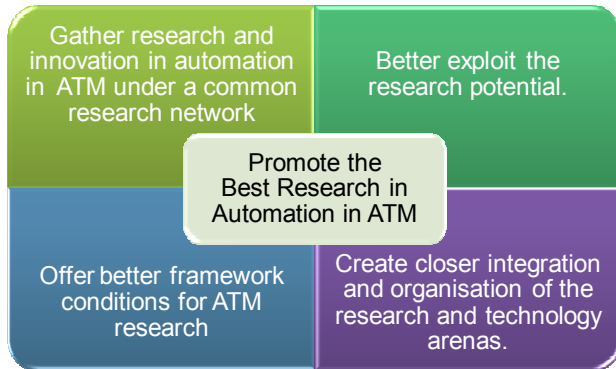 Gather research and
innovation in automation
in ATM under a common
research network
Better exploit the
research potential.
Promote the
Best Research in
Automation in ATM
Offer better framework
conditions for ATM
research
Create closer integration
and organisation of the
research and technology
arenas.